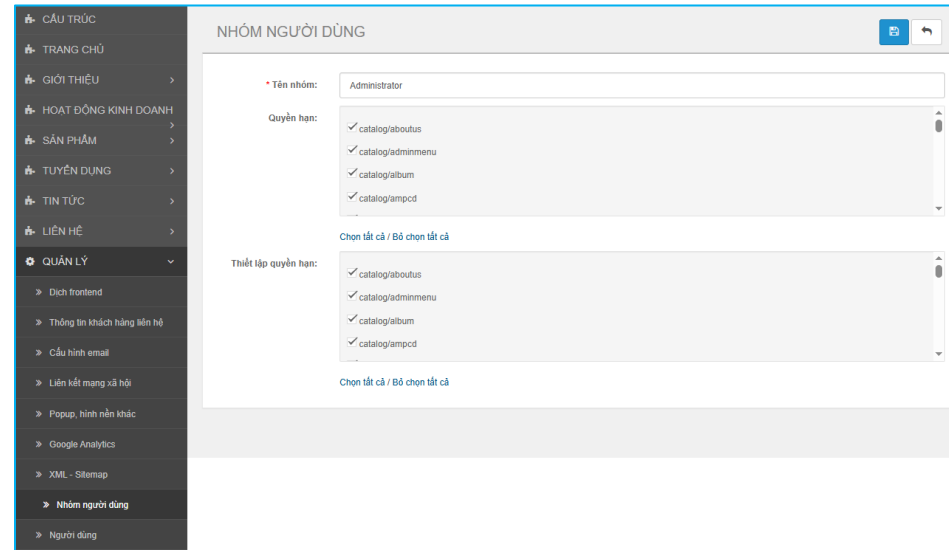 CẤU TRÚC
TRANG CHỦ
GIỚI THIỆU
HOẠT ĐỘNG KINH DOANH
SẢN PHẨM
TUYỂN DỤNG
TIN TỨC
LIÊN HỆ
QUẢN LÝ
Dịch frontend
Thông tin khách hàng liên hệ
Cấu hình email
Liên kết mạng xã hội
Popup, hình nền khác
Google Analytics
XML - Sitemap
Nhóm người dùng
Người dùng
NHÓM NGƯỜI DÙNG
* Tên nhóm: Administrator
Quyền hạn:
catalog/aboutus
catalog/adminmenu
catalog/album
catalog/ampcd
Chọn tất cả / Bỏ chọn tất cả
Thiết lập quyền hạn:
catalog/aboutus
catalog/adminmenu
catalog/album
catalog/ampcd
Chọn tất cả / Bỏ chọn tất cả